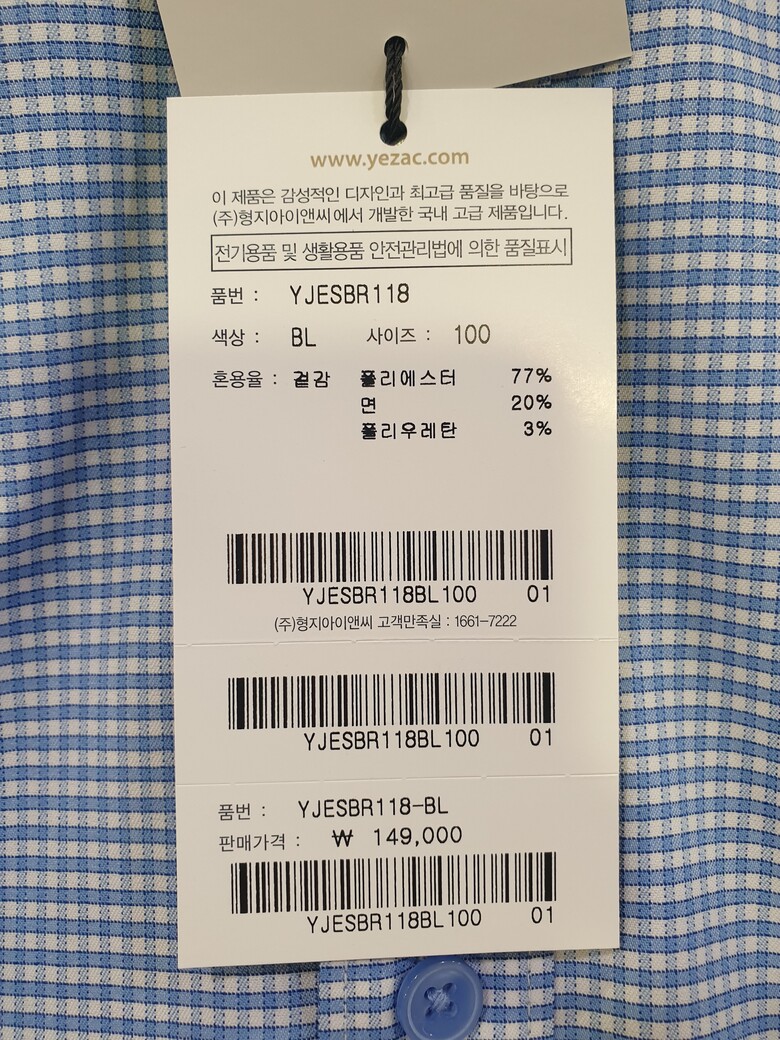 www.yezac.com
이 제품은 감성적인 디자인과 최고급 품질을 바탕으로
(주)형지아이앤씨에서 개발한 국내 고급 제품입니다.
전기용품 및 생활용품 안전관리법에 의한 품질표시
품번 : YJESBR118
색상 : BL 사이즈 : 100
혼용율 : 겉감 폴리에스터 77%
면 20%
폴리우레탄 3%
YJESBR118BL100 01
(주)형지아이앤씨 고객만족실 : 1661-7222
YJESBR118BL100 01
품번 : YJESBR118-BL
판매가격 : ₩ 149,000
YJESBR118BL100 01